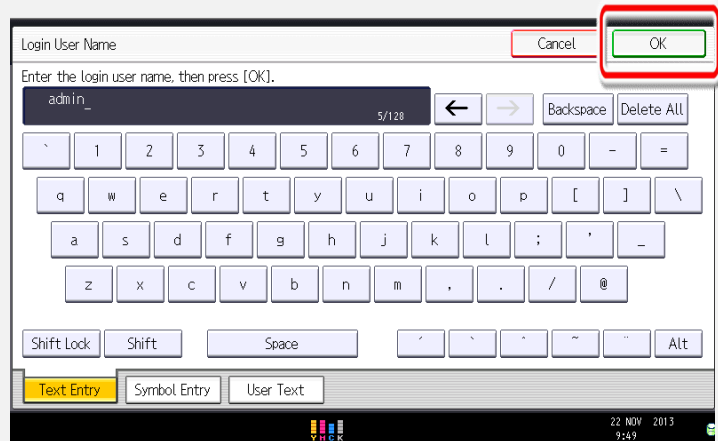 Login User Name Cancel OK
Enter the login user name, then press [OK].
admin_
5/128 ← → Backspace Delete All
` 1 2 3 4 5 6 7 8 9 0 - =
q w e r t y u i o p [ ] \
a s d f g h j k l ; ' _
z x c v b n m , . / @
Shift Lock Shift Space ´ ` ^ ~ ¨ Alt
Text Entry Symbol Entry User Text
Y M C K
22 NOV 2013
9:49